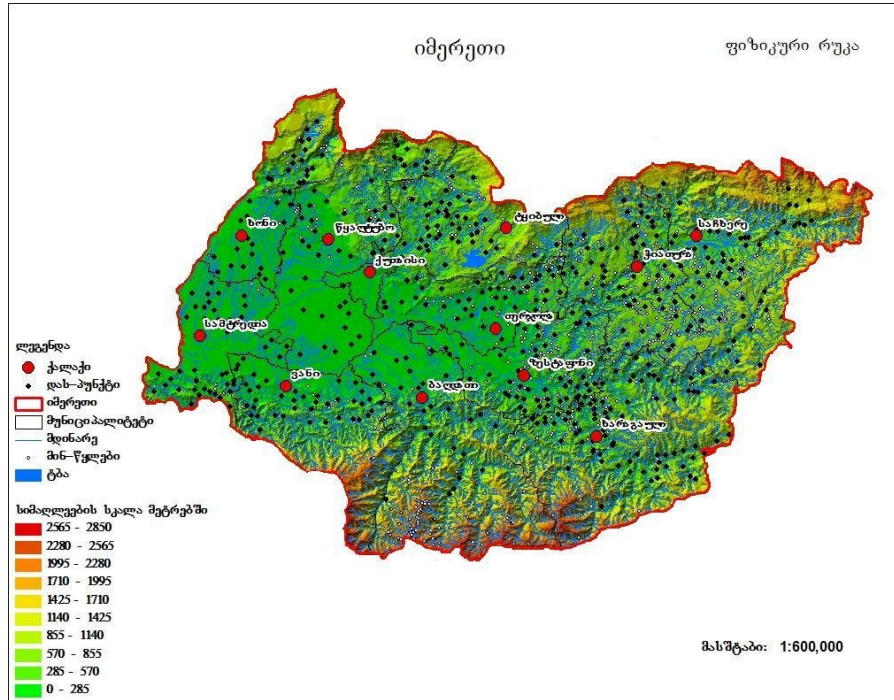 იმერეთი
ფიზიკური რუკა
ხონი
წყალტუბო
ტყიბული
საჩხერე
ქუთაისი
ჭიათურა
სამტრედია
თერჯოლა
ვანი
ზესტაფონი
ბაღდათი
ხარაგაული
ლეგენდა
ქალაქი
დას-პუნქტი
იმერეთი
მუნიციპალიტეტი
მდინარე
მინ-წყლები
ტბა
სიმაღლეების სკალა მეტრებში
2565 - 2850
2280 - 2565
1995 - 2280
1710 - 1995
1425 - 1710
1140 - 1425
855 - 1140
570 - 855
285 - 570
0 - 285
მასშტაბი: 1:600,000